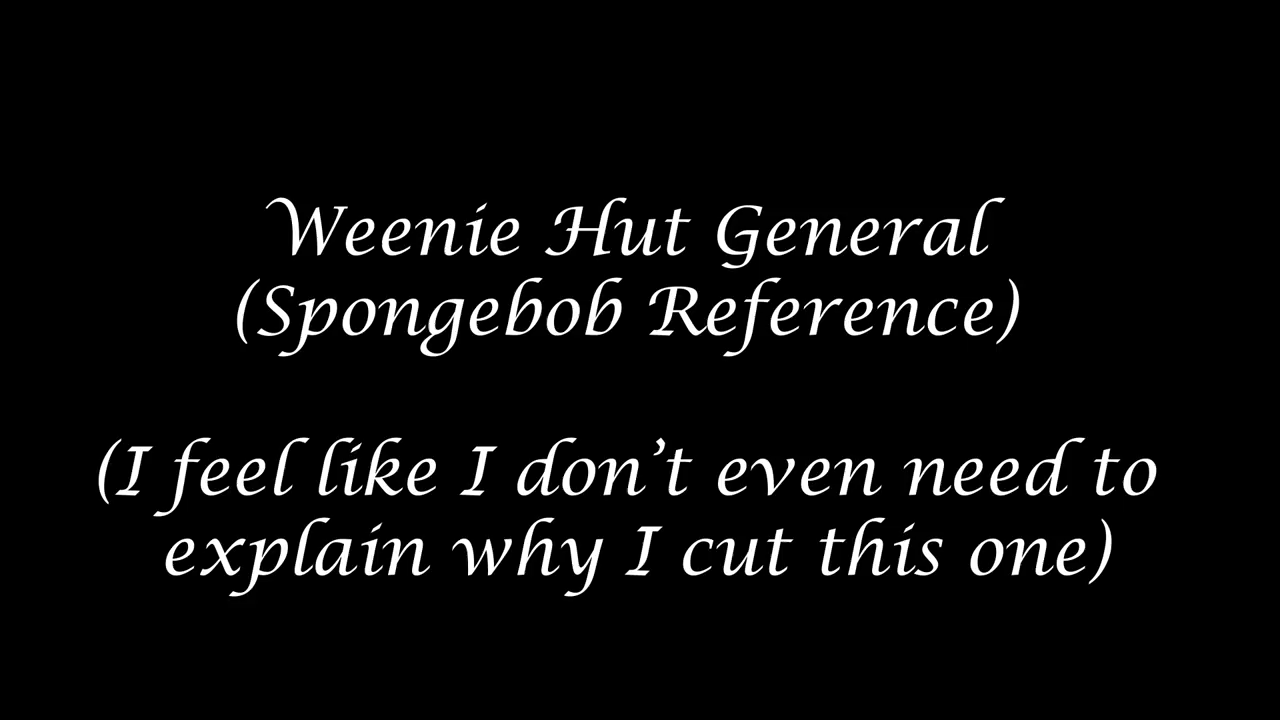 Weenie Hut General
(Spongebob Reference)
(I feel like I don't even need to
explain why I cut this one)